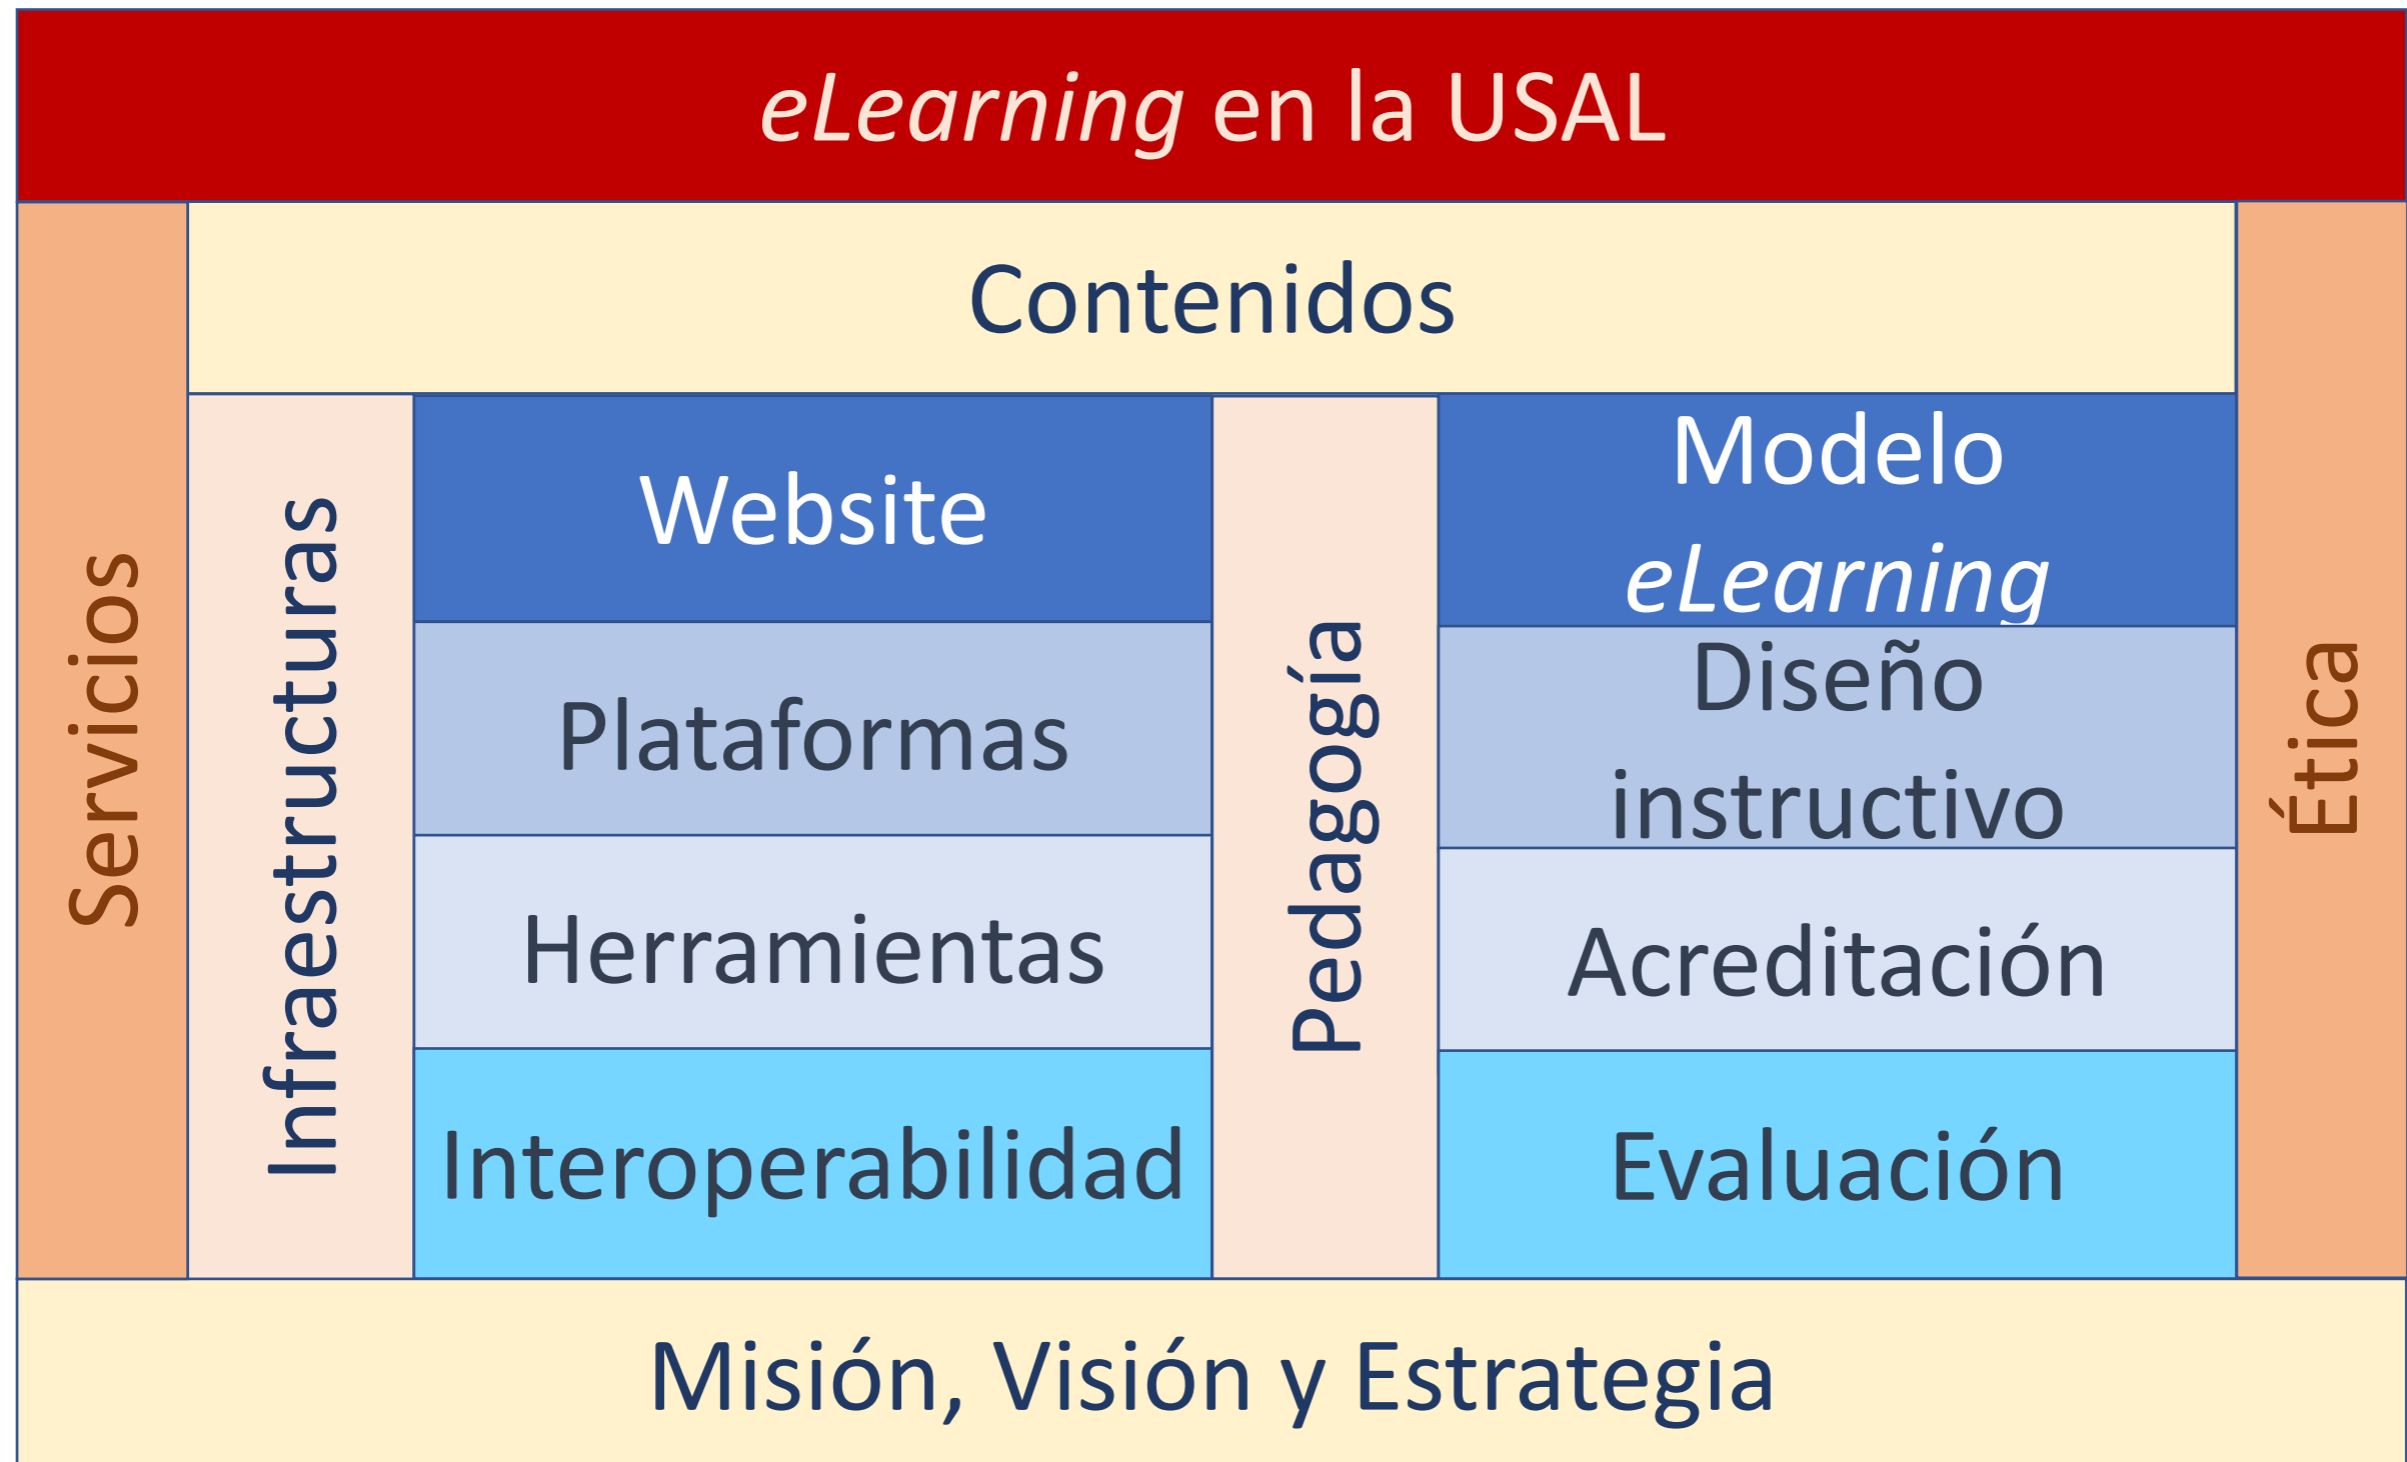 eLearning en la USAL
Contenidos
Servicios
Infraestructuras
Website
Plataformas
Herramientas
Interoperabilidad
Pedagogía
Modelo
eLearning
Diseño
instructivo
Acreditación
Evaluación
Ética
Misión, Visión y Estrategia